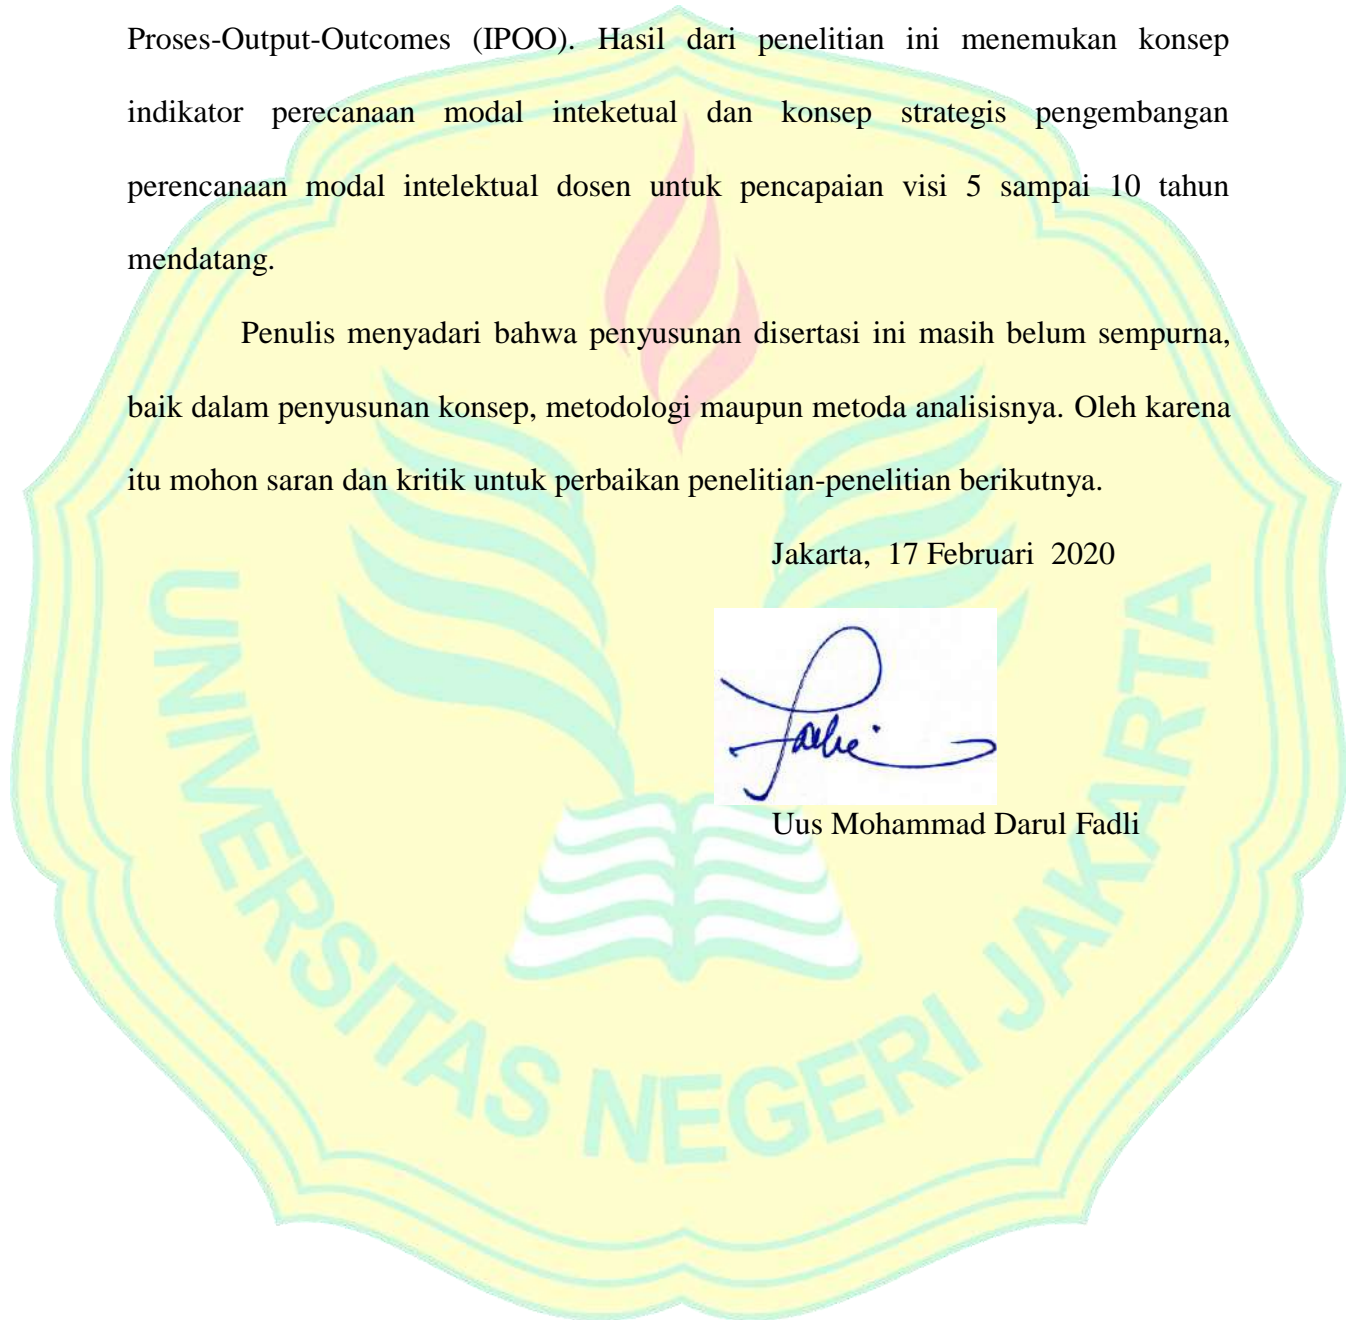 Proses-Output-Outcomes (IPOO). Hasil dari penelitian ini menemukan konsep
indikator perecanaan modal inteketual dan konsep strategis pengembangan
perencanaan modal intelektual dosen untuk pencapaian visi 5 sampai 10 tahun
mendatang.
Penulis menyadari bahwa penyusunan disertasi ini masih belum sempurna,
baik dalam penyusunan konsep, metodologi maupun metoda analisisnya. Oleh karena
itu mohon saran dan kritik untuk perbaikan penelitian-penelitian berikutnya.
Jakarta, 17 Februari 2020
Uus Mohammad Darul Fadli
UNIVERSITAS NEGERI JAKARTA